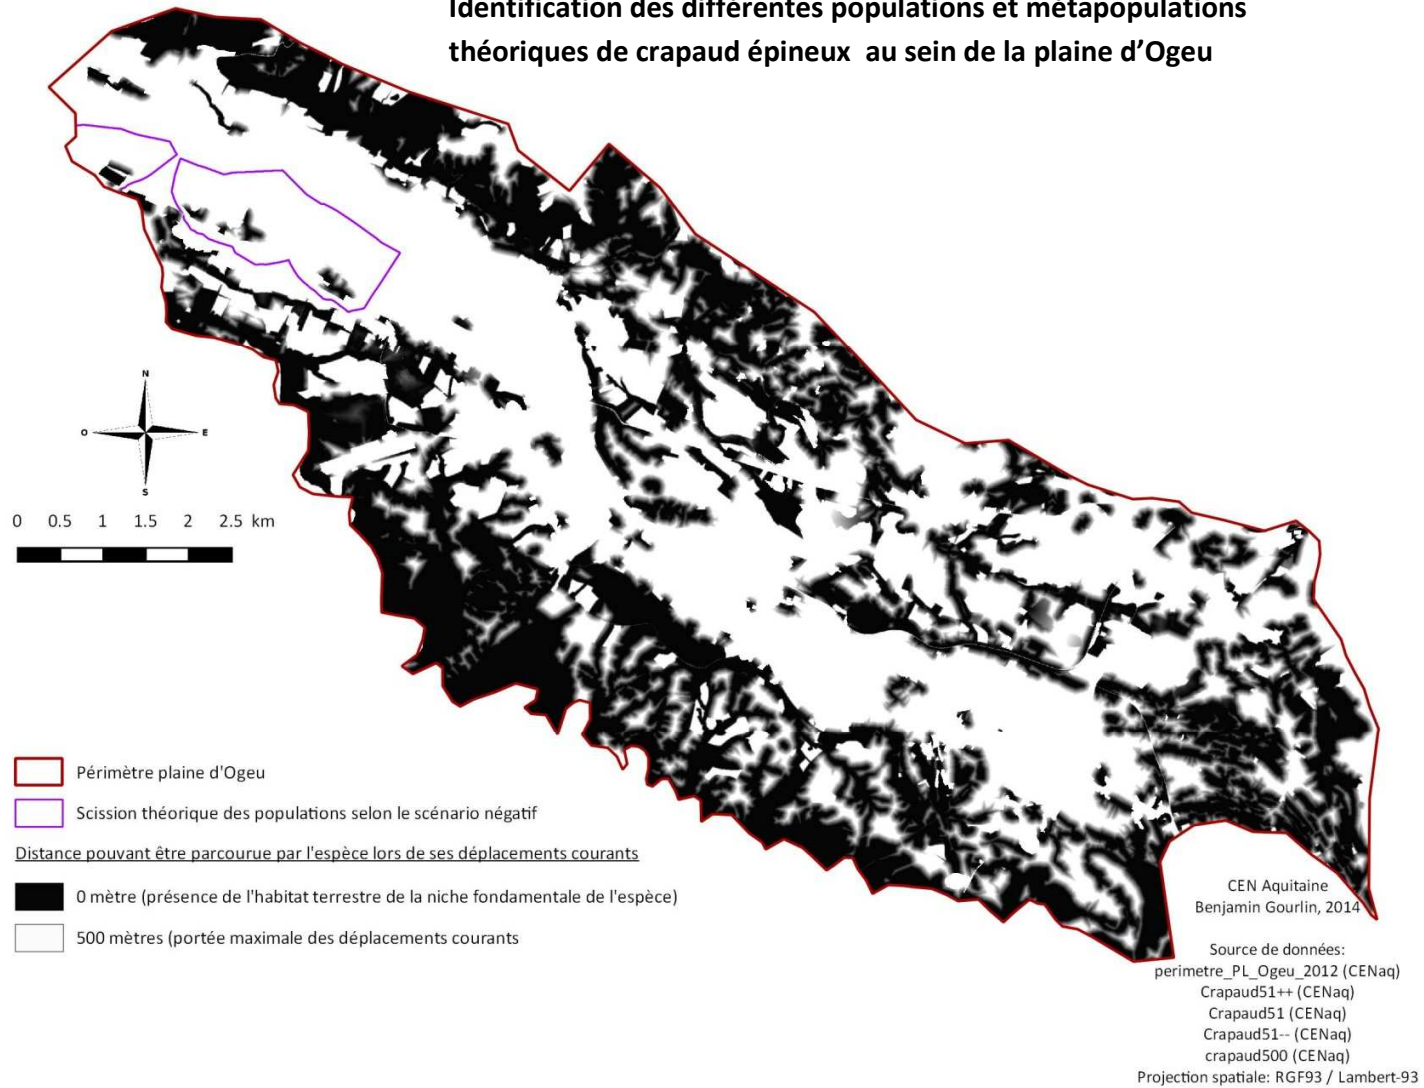 Identification des différentes populations et métapopulations
théoriques de crapaud épineux au sein de la plaine d'Ogeu
N
O
E
S
0 0.5 1 1.5 2 2.5 km
Périmètre plaine d'Ogeu
Scission théorique des populations selon le scénario négatif
Distance pouvant être parcourue par l'espèce lors de ses déplacements courants
0 mètre (présence de l'habitat terrestre de la niche fondamentale de l'espèce)
500 mètres (portée maximale des déplacements courants
CEN Aquitaine
Benjamin Gourlin, 2014
Source de données:
perimetre_PL_Ogeu_2012 (CENaq)
Crapaud51++ (CENaq)
Crapaud51 (CENaq)
Crapaud51-- (CENaq)
crapaud500 (CENaq)
Projection spatiale: RGF93 / Lambert-93